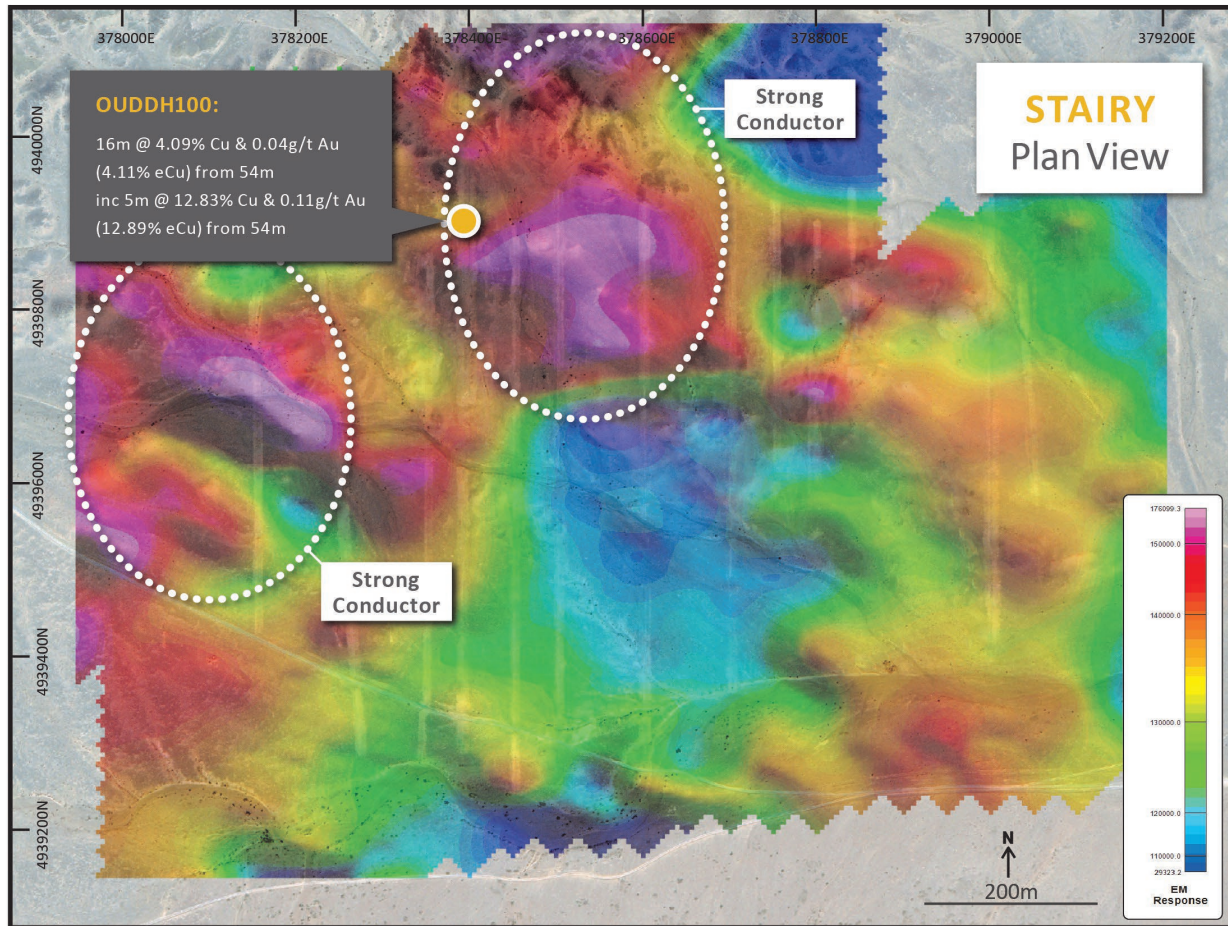 378000E
378200E
378400E
378600E
378800E
379000E
379200E
4940000N
4939800N
4939600N
4939400N
4939200N
OUDDH100:
16m @ 4.09% Cu & 0.04g/t Au
(4.11% eCu) from 54m
inc 5m @ 12.83% Cu & 0.11g/t Au
(12.89% eCu) from 54m
Strong
Conductor
STAIRY
Plan View
Strong
Conductor
176099.3
150000.0
140000.0
130000.0
120000.0
110000.0
29323.2
EM
Response
N
200m